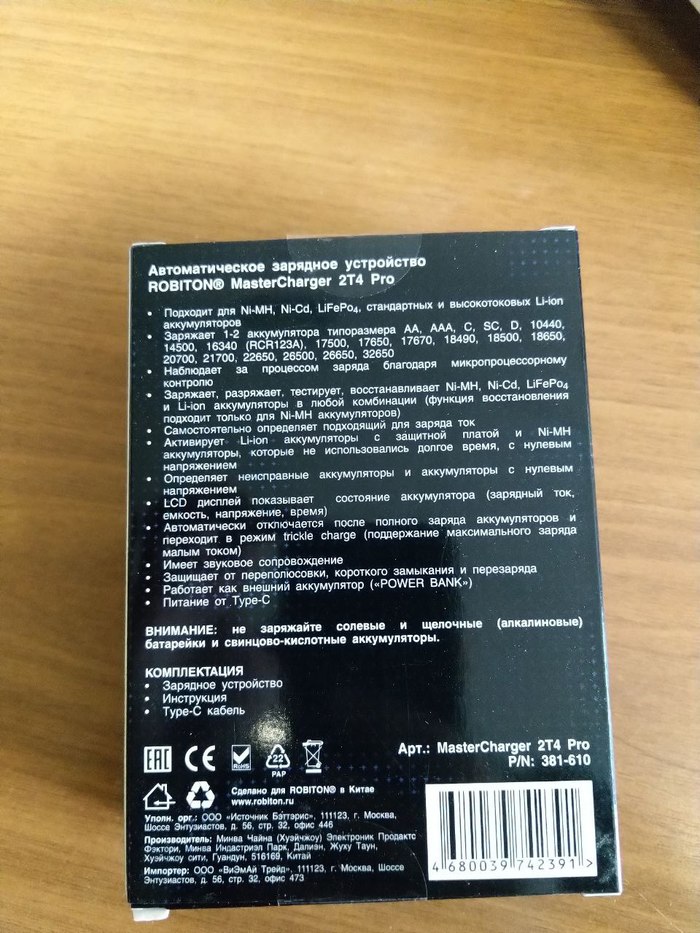 Автоматическое зарядное устройство
ROBITON® MasterCharger 2T4 Pro
• Подходит для Ni-MH, Ni-Cd, LiFePo4, стандартных и высокотоковых Li-ion
аккумуляторов
• Заряжает 1-2 аккумулятора типоразмера AA, AAA, C, SC, D, 10440,
14500, 16340 (RCR123A), 17500, 17650, 17670, 18490, 18500, 18650,
20700, 21700, 22650, 26500, 26650, 32650
• Наблюдает за процессом заряда благодаря микропроцессорному
контролю
• Заряжает, разряжает, тестирует, восстанавливает Ni-MH, Ni-Cd, LiFePo4
и Li-ion аккумуляторы в любой комбинации (функция восстановления
подходит только для Ni-MH аккумуляторов)
• Самостоятельно определяет подходящий для заряда ток
• Активирует Li-ion аккумуляторы с защитной платой и Ni-MH
аккумуляторы, которые не использовались долгое время, с нулевым
напряжением
• Определяет неисправные аккумуляторы и аккумуляторы с нулевым
напряжением
• LCD дисплей показывает состояние аккумулятора (зарядный ток,
емкость, напряжение, время)
• Автоматически отключается после полного заряда аккумуляторов и
переходит в режим trickle charge (поддержание максимального заряда
малым током)
• Имеет звуковое сопровождение
• Защищает от переполюсовки, короткого замыкания и перезаряда
• Работает как внешний аккумулятор («POWER BANK»)
• Питание от Type-C
ВНИМАНИЕ: не заряжайте солевые и щелочные (алкалиновые)
батарейки и свинцово-кислотные аккумуляторы.
КОМПЛЕКТАЦИЯ
• Зарядное устройство
• Инструкция
• Type-C кабель
EAC CE RoHS 22 PAP
Арт.: MasterCharger 2T4 Pro
P/N: 381-610
Сделано для ROBITON® в Китае
www.robiton.ru
Уполн. орг.: ООО «Источник Бэттэрис», 111123, г. Москва,
Шоссе Энтузиастов, д. 56, стр. 32, офис 446
Производитель: Минва Чайна (Хуэйчжоу) Электроник Продактс
Фэктори, Минва Индастриэл Парк, Далиэн, Жуху Таун,
Хуэйчжоу сити, Гуандун, 516169, Китай
Импортер: ООО «ВиЭмАй Трейд», 111123, г. Москва, Шоссе
Энтузиастов, д. 56, стр. 32, офис 473
4 680039 742391 >